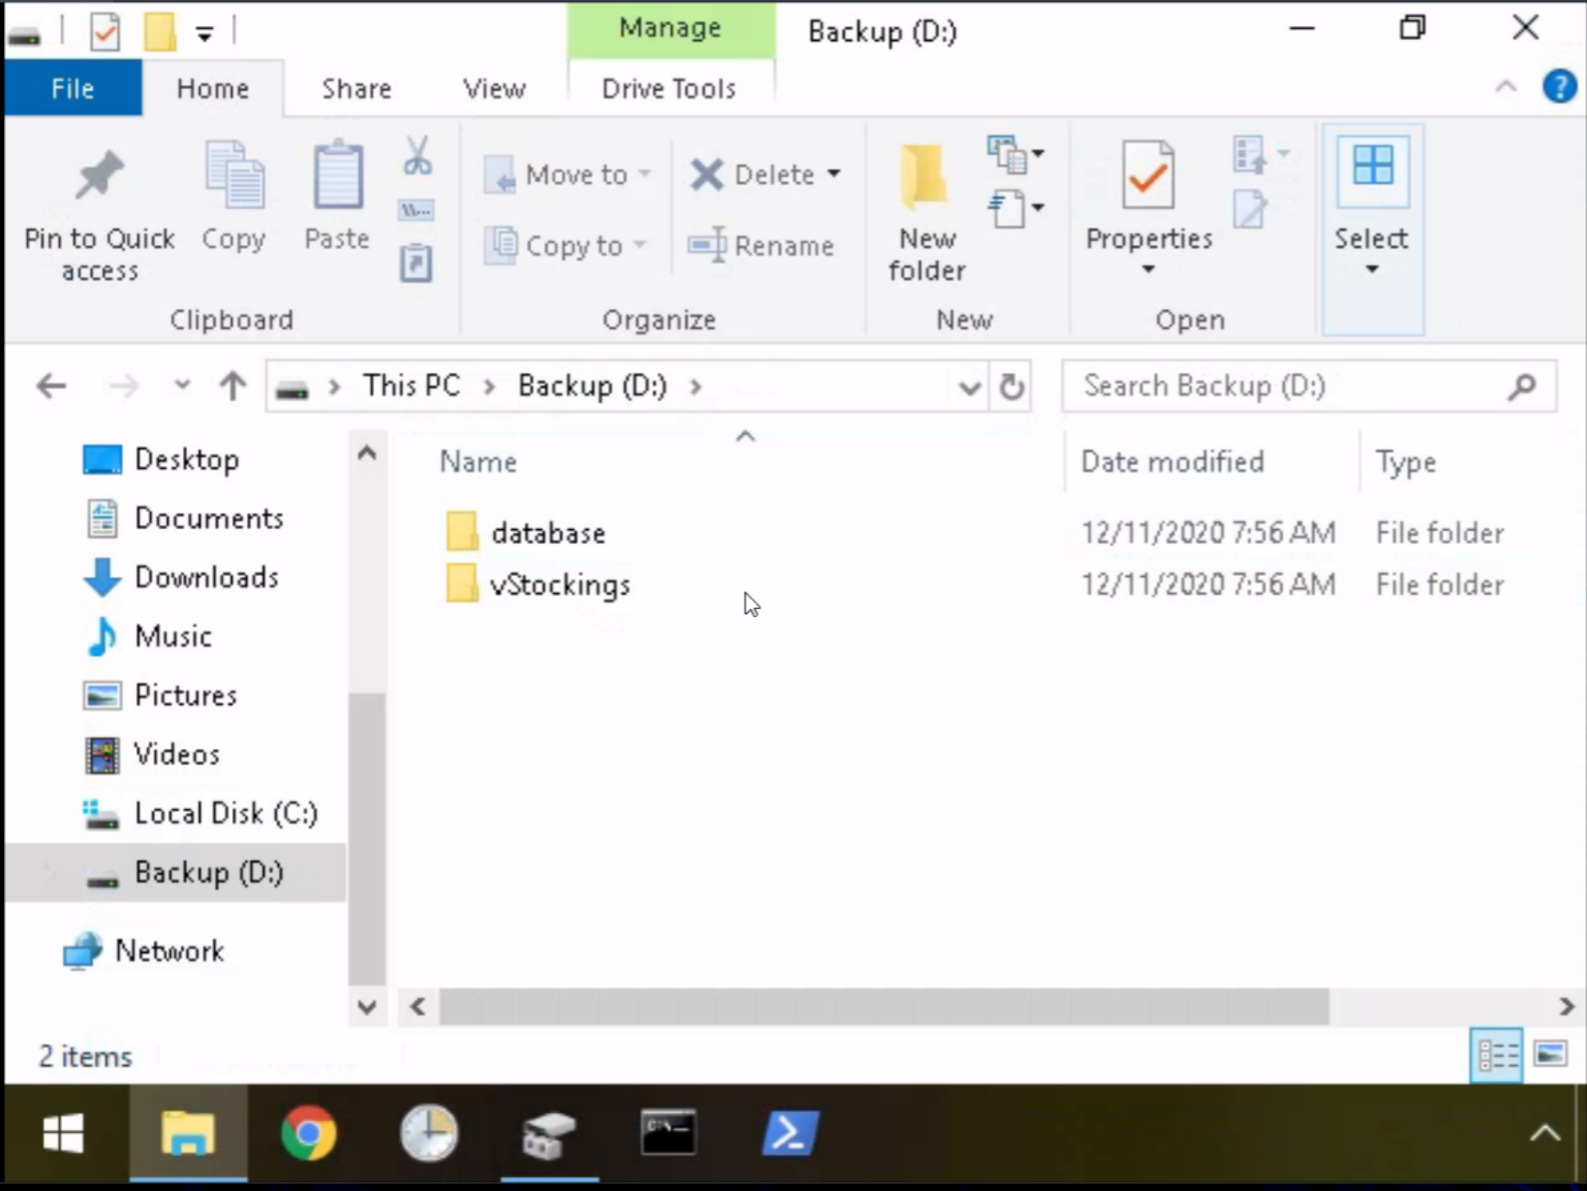 Manage Backup (D:)
File Home Share View Drive Tools
Move to Delete
Pin to Quick access Copy Paste Copy to Rename New folder Properties Select
Clipboard Organize New Open
This PC Backup (D:) Search Backup (D:)
Desktop Name Date modified Type
Documents database 12/11/2020 7:56 AM File folder
Downloads vStockings 12/11/2020 7:56 AM File folder
Music
Pictures
Videos
Local Disk (C:)
Backup (D:)
Network
2 items